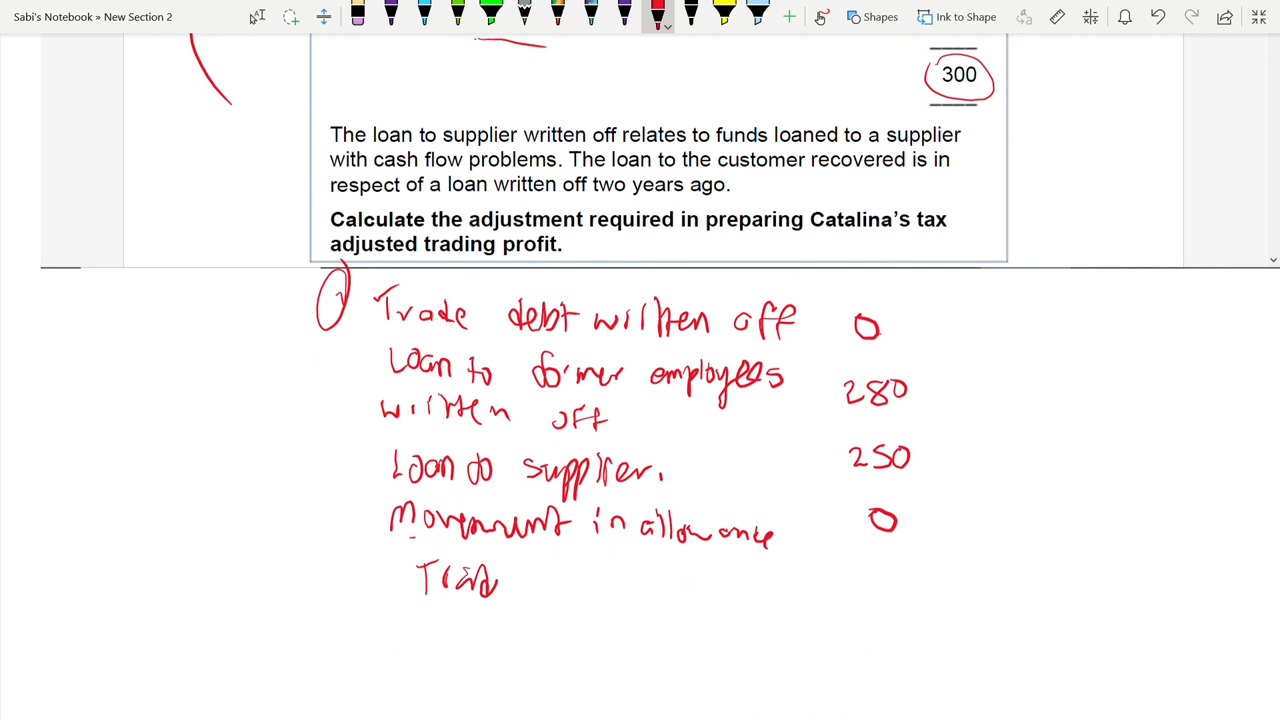 Sabi's Notebook » New Section 2
Shapes
Ink to Shape
300
The loan to supplier written off relates to funds loaned to a supplier
with cash flow problems. The loan to the customer recovered is in
respect of a loan written off two years ago.
Calculate the adjustment required in preparing Catalina's tax
adjusted trading profit.
Trade debt written off 0
Loan to former employees 280
written off
Loan to supplier. 250
Movement in allowance 0
Trade